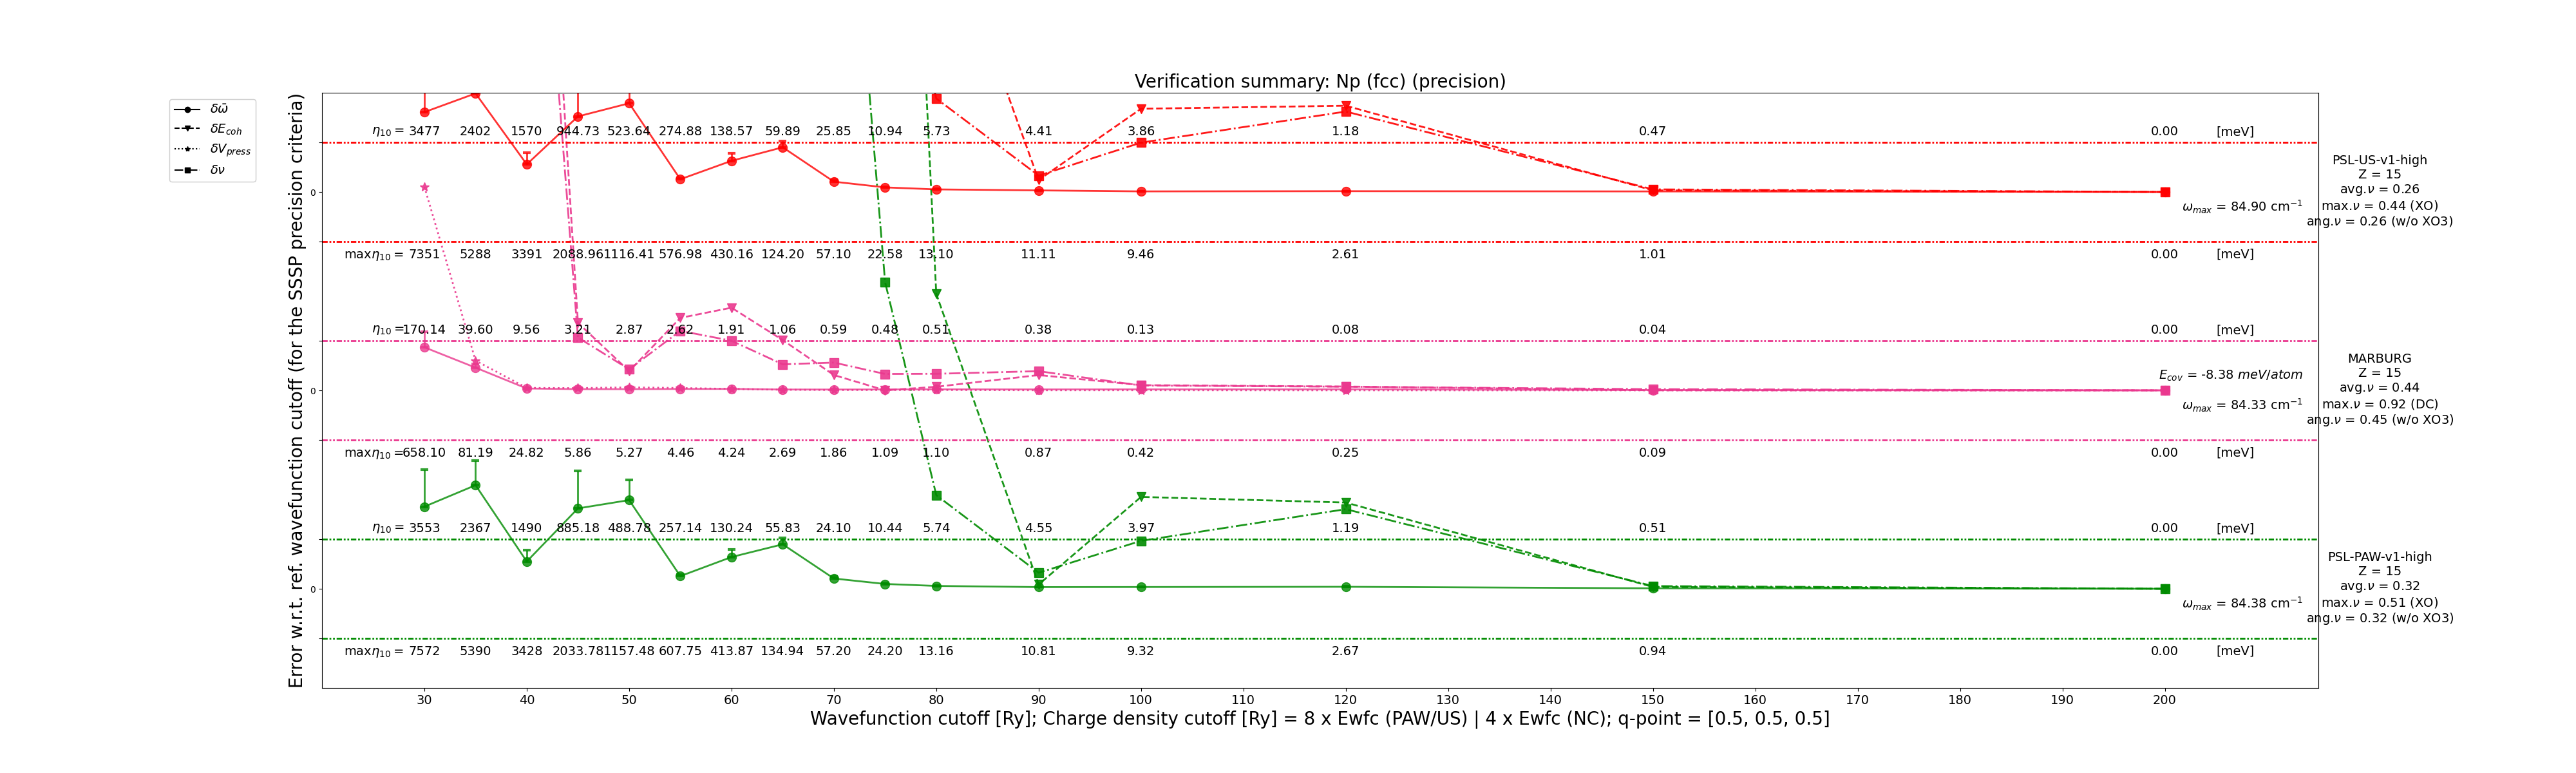 Verification summary: Np (fcc) (precision)
δω̄
δE_coh
δV_press
δν
Error w.r.t. ref. wavefunction cutoff (for the SSSP precision criteria)
η₁₀ = 3477 2402 1570 944.73 523.64 274.88 138.57 59.89 25.85 10.94 5.73 4.41 3.86 1.18 0.47 0.00 [meV]
PSL-US-v1-high
Z = 15
0
avg.ν = 0.26
ω_max = 84.90 cm⁻¹ max.ν = 0.44 (XO)
ang.ν = 0.26 (w/o XO3)
maxη₁₀ = 7351 5288 3391 2088.96 1116.41 576.98 430.16 124.20 57.10 22.58 13.10 11.11 9.46 2.61 1.01 0.00 [meV]
η₁₀ = 170.14 39.60 9.56 3.21 2.87 2.62 1.91 1.06 0.59 0.48 0.51 0.38 0.13 0.08 0.04 0.00 [meV]
MARBURG
Z = 15
E_cov = -8.38 meV/atom
0
avg.ν = 0.44
ω_max = 84.33 cm⁻¹ max.ν = 0.92 (DC)
ang.ν = 0.45 (w/o XO3)
maxη₁₀ = 658.10 81.19 24.82 5.86 5.27 4.46 4.24 2.69 1.86 1.09 1.10 0.87 0.42 0.25 0.09 0.00 [meV]
η₁₀ = 3553 2367 1490 885.18 488.78 257.14 130.24 55.83 24.10 10.44 5.74 4.55 3.97 1.19 0.51 0.00 [meV]
PSL-PAW-v1-high
Z = 15
0
avg.ν = 0.32
ω_max = 84.38 cm⁻¹ max.ν = 0.51 (XO)
ang.ν = 0.32 (w/o XO3)
maxη₁₀ = 7572 5390 3428 2033.78 1157.48 607.75 413.87 134.94 57.20 24.20 13.16 10.81 9.32 2.67 0.94 0.00 [meV]
30 40 50 60 70 80 90 100 110 120 130 140 150 160 170 180 190 200
Wavefunction cutoff [Ry]; Charge density cutoff [Ry] = 8 x Ewfc (PAW/US) | 4 x Ewfc (NC); q-point = [0.5, 0.5, 0.5]